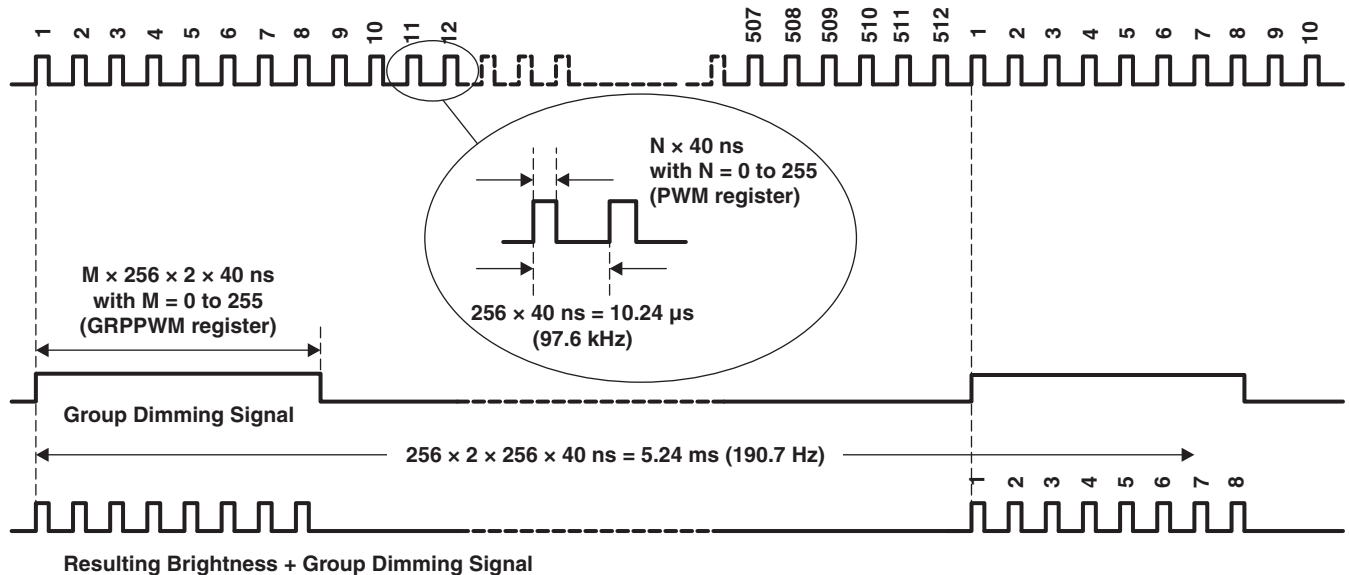 1 2 3 4 5 6 7 8 9 10 11 12 507 508 509 510 511 512 1 2 3 4 5 6 7 8 9 10
N × 40 ns
with N = 0 to 255
(PWM register)
M × 256 × 2 × 40 ns
with M = 0 to 255
(GRPPWM register)
256 × 40 ns = 10.24 µs
(97.6 kHz)
Group Dimming Signal
256 × 2 × 256 × 40 ns = 5.24 ms (190.7 Hz)
1 2 3 4 5 6 7 8
Resulting Brightness + Group Dimming Signal